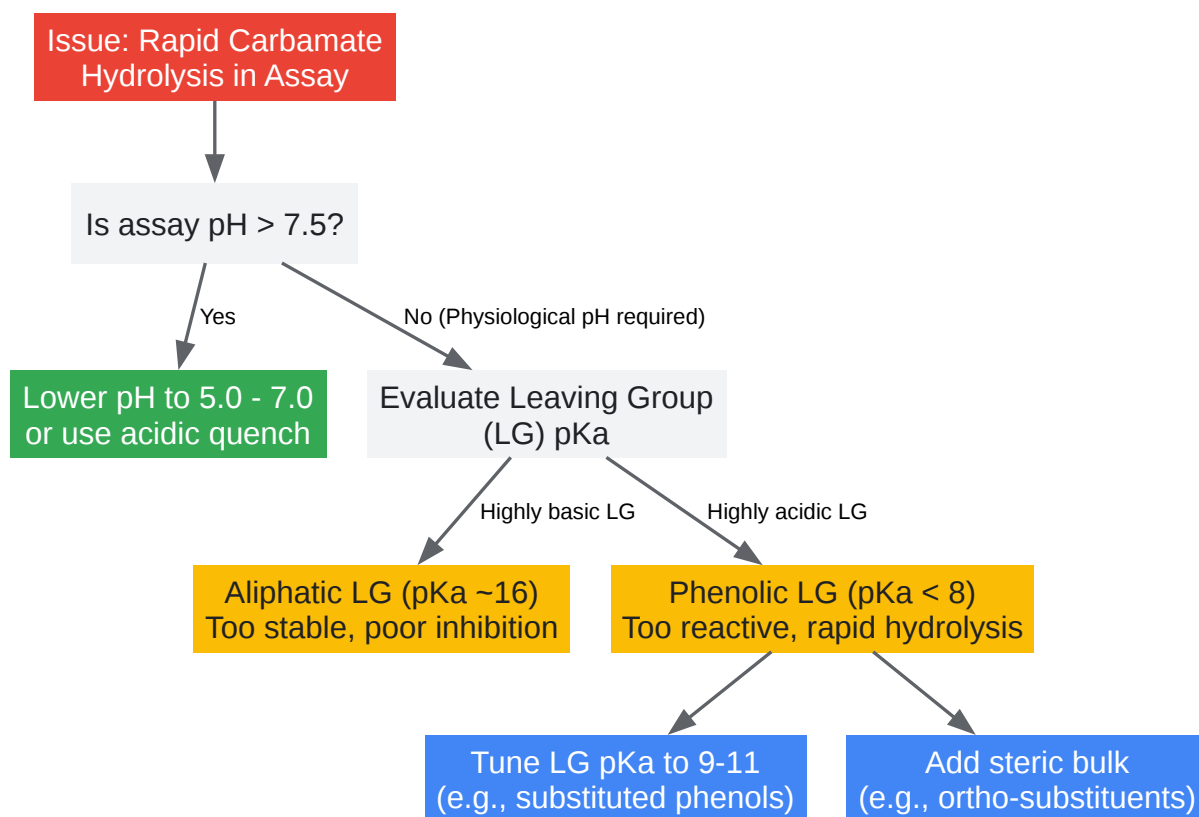 Issue: Rapid Carbamate
Hydrolysis in Assay
Is assay pH > 7.5?
Yes
No (Physiological pH required)
Lower pH to 5.0 - 7.0
or use acidic quench
Evaluate Leaving Group
(LG) pKa
Highly basic LG
Highly acidic LG
Aliphatic LG (pKa ~16)
Too stable, poor inhibition
Phenolic LG (pKa < 8)
Too reactive, rapid hydrolysis
Tune LG pKa to 9-11
(e.g., substituted phenols)
Add steric bulk
(e.g., ortho-substituents)